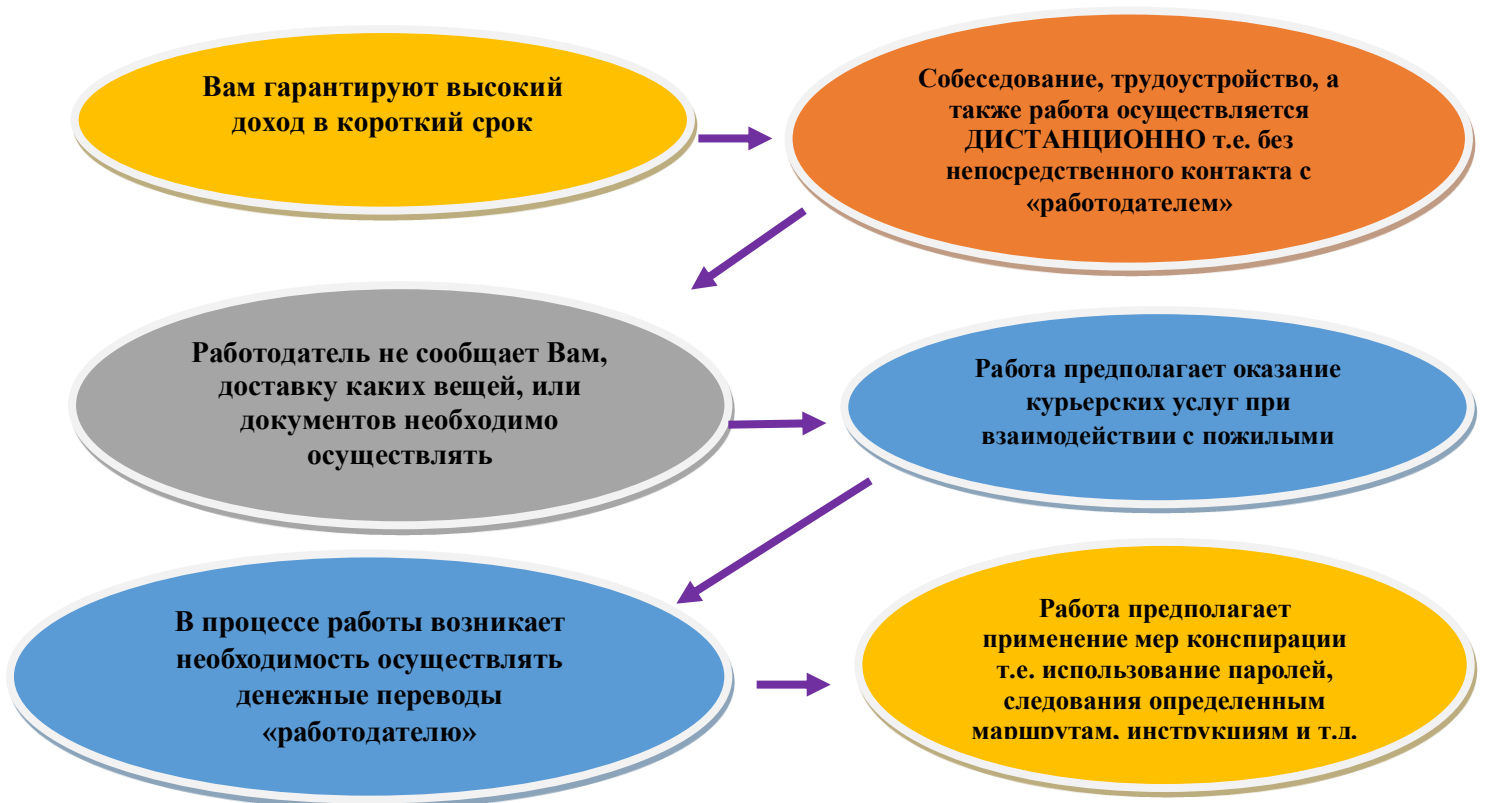 Вам гарантируют высокий
доход в короткий срок
Собеседование, трудоустройство, а
также работа осуществляется
ДИСТАНЦИОННО т.е. без
непосредственного контакта с
«работодателем»
Работодатель не сообщает Вам,
доставку каких вещей, или
документов необходимо
осуществлять
Работа предполагает оказание
курьерских услуг при
взаимодействии с пожилыми
В процессе работы возникает
необходимость осуществлять
денежные переводы
«работодателю»
Работа предполагает
применение мер конспирации
т.е. использование паролей,
следования определенным
маршрутам, инструкциям и т.д.